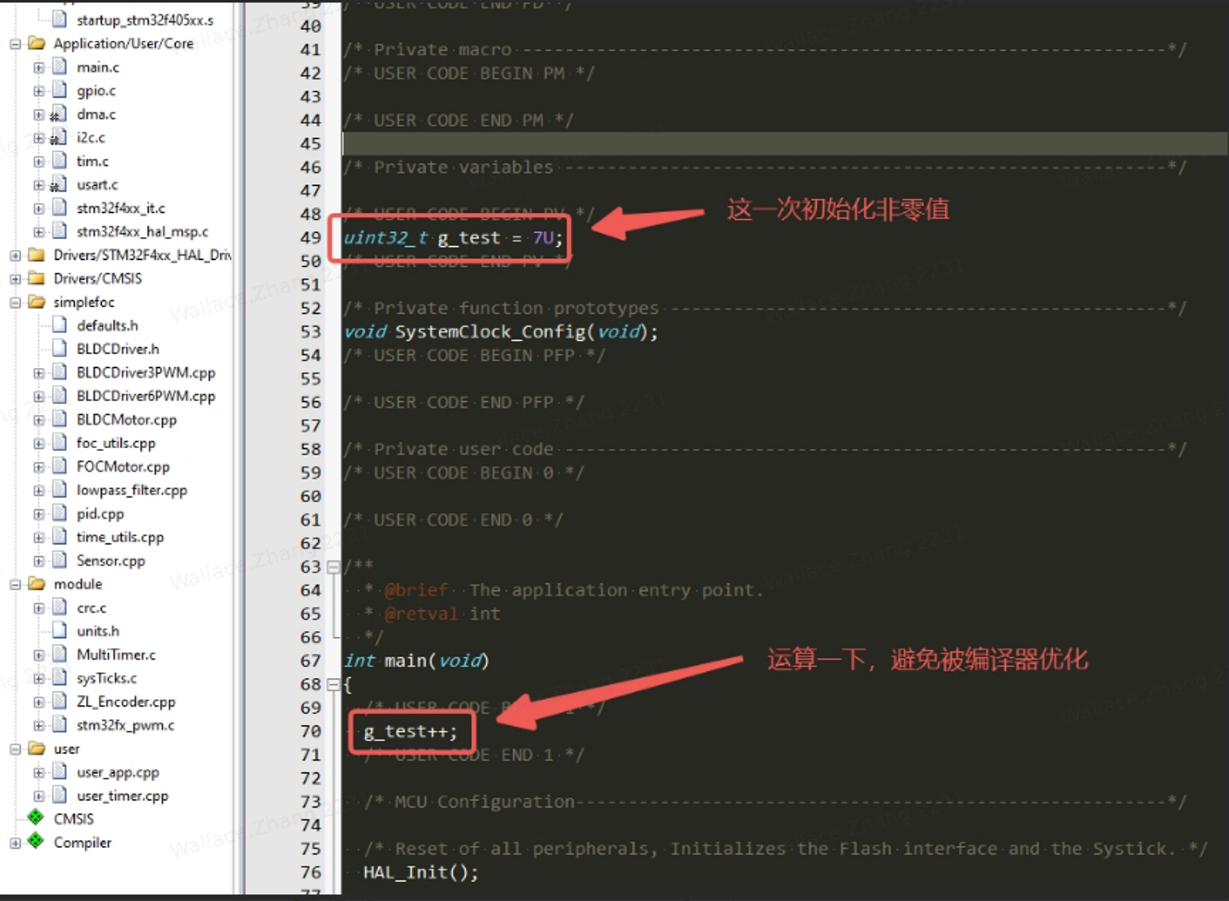 startup_stm32f405xx.s
Application/User/Core
main.c
gpio.c
dma.c
i2c.c
tim.c
usart.c
stm32f4xx_it.c
stm32f4xx_hal_msp.c
Drivers/STM32F4xx_HAL_Driv
Drivers/CMSIS
simplefoc
defaults.h
BLDCDriver.h
BLDCDriver3PWM.cpp
BLDCDriver6PWM.cpp
BLDCMotor.cpp
foc_utils.cpp
FOCMotor.cpp
lowpass_filter.cpp
pid.cpp
time_utils.cpp
Sensor.cpp
module
crc.c
units.h
MultiTimer.c
sysTicks.c
ZL_Encoder.cpp
stm32fx_pwm.c
user
user_app.cpp
user_timer.cpp
CMSIS
Compiler
39 /* USER CODE END PD */
40
41 /* Private macro -------------------------------------------------------------*/
42 /* USER CODE BEGIN PM */
43
44 /* USER CODE END PM */
45
46 /* Private variables ---------------------------------------------------------*/
47
48 /* USER CODE BEGIN PV */
这一次初始化非零值
49 uint32_t g_test = 7U;
50 /* USER CODE END PV */
51
52 /* Private function prototypes -----------------------------------------------*/
53 void SystemClock_Config(void);
54 /* USER CODE BEGIN PFP */
55
56 /* USER CODE END PFP */
57
58 /* Private user code ---------------------------------------------------------*/
59 /* USER CODE BEGIN 0 */
60
61 /* USER CODE END 0 */
62
63 /**
64 * @brief The application entry point.
65 * @retval int
66 */
67 int main(void)
运算一下，避免被编译器优化
68 {
69 /* USER CODE BEGIN 1 */
70 g_test++;
71 /* USER CODE END 1 */
72
73 /* MCU Configuration--------------------------------------------------------*/
74
75 /* Reset of all peripherals, Initializes the Flash interface and the Systick. */
76 HAL_Init();
77
Wallace.Zhang 2231